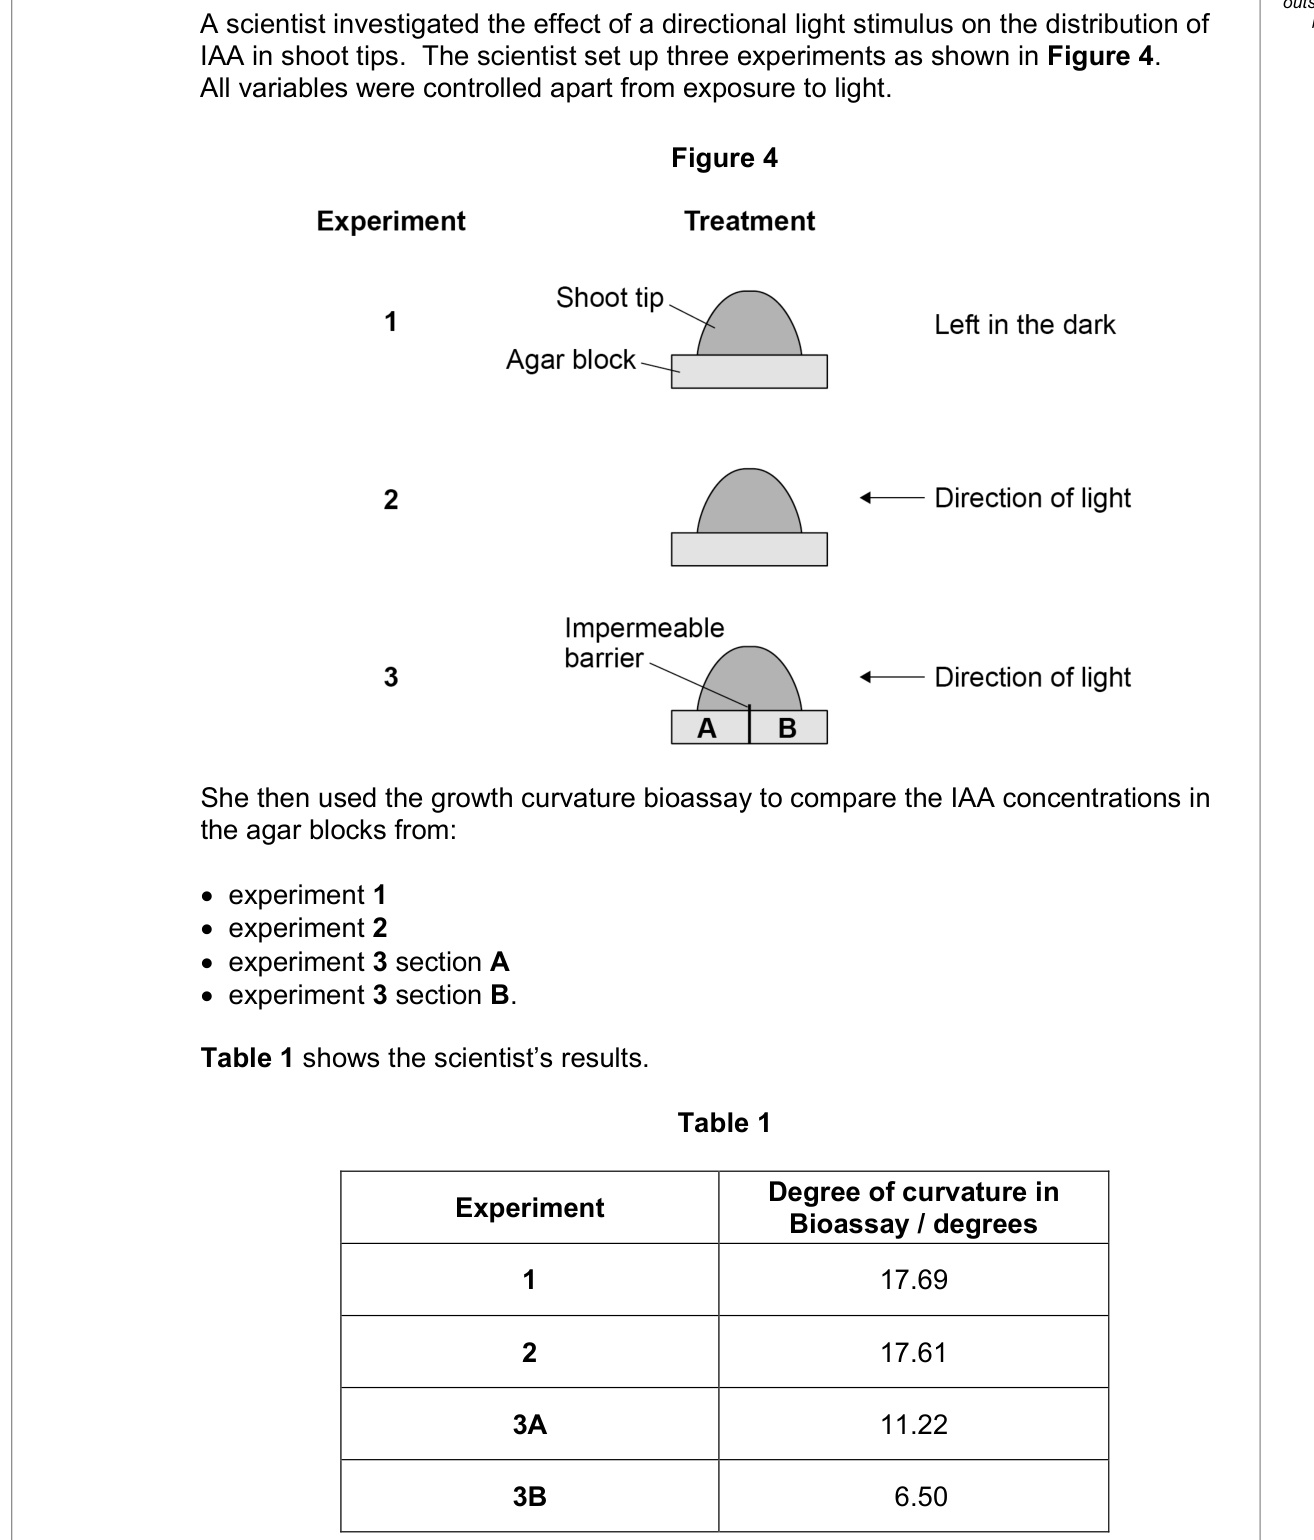 A scientist investigated the effect of a directional light stimulus on the distribution of
IAA in shoot tips. The scientist set up three experiments as shown in Figure 4.
All variables were controlled apart from exposure to light.
Figure 4
Experiment Treatment
Shoot tip
1 Left in the dark
Agar block
2 Direction of light
Impermeable
barrier
3 Direction of light
A B
She then used the growth curvature bioassay to compare the IAA concentrations in
the agar blocks from:
• experiment 1
• experiment 2
• experiment 3 section A
• experiment 3 section B.
Table 1 shows the scientist's results.
Table 1
Experiment Degree of curvature in
Bioassay / degrees
1 17.69
2 17.61
3A 11.22
3B 6.50